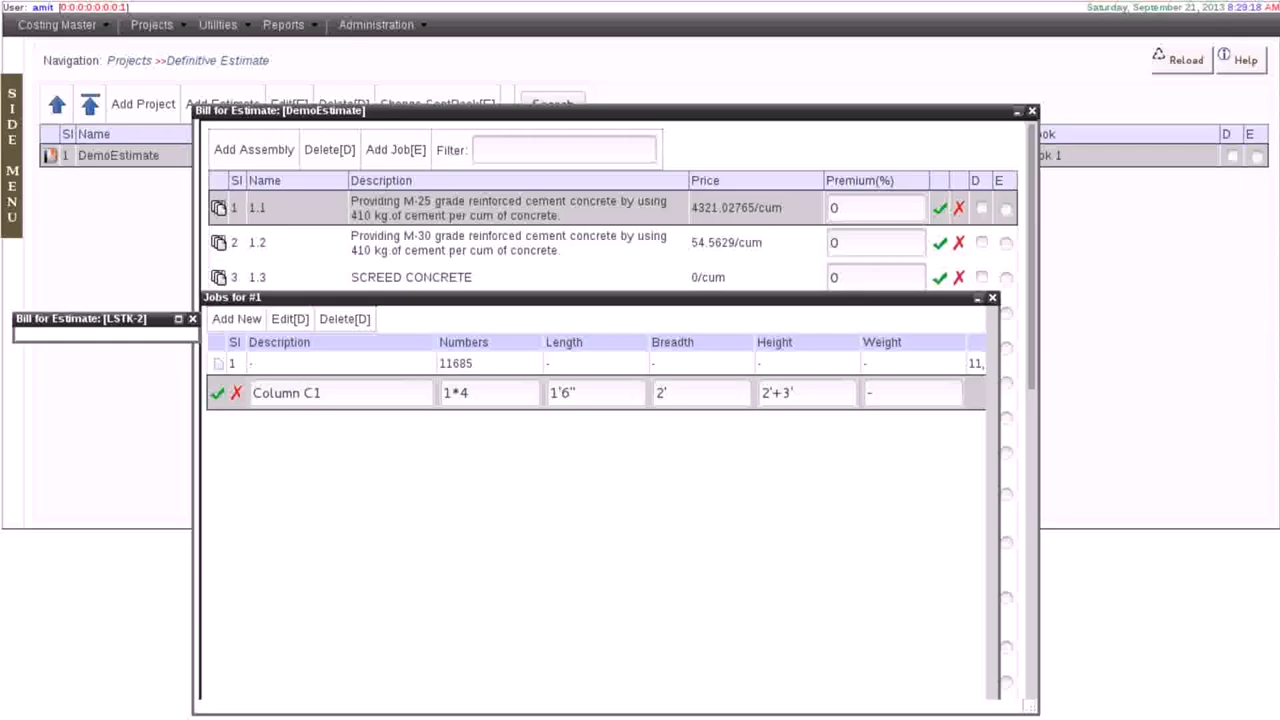 User: amit [0:0:0:0:0:0:0:1]
Saturday, September 21, 2013 8:29:18 AM
Costing Master Projects Utilities Reports Administration
Navigation: Projects >>Definitive Estimate
Reload Help
SIDE MENU
Add Project Add Estimate Edit[E] Delete[D] Search
Sl Name D E
1 DemoEstimate
Bill for Estimate: [DemoEstimate]
Add Assembly Delete[D] Add Job[E] Filter:
Sl Name Description Price Premium(%) D E
1 1.1 Providing M-25 grade reinforced cement concrete by using 4321.02765/cum 0
410 kg.of cement per cum of concrete.
2 1.2 Providing M-30 grade reinforced cement concrete by using 54.5629/cum 0
410 kg.of cement per cum of concrete.
3 1.3 SCREED CONCRETE 0/cum 0
Jobs for #1
Add New Edit[D] Delete[D]
Sl Description Numbers Length Breadth Height Weight
1 - 11685 - - - - 11,
Column C1 1*4 1'6" 2' 2'+3' -
Bill for Estimate: [LSTK-2]